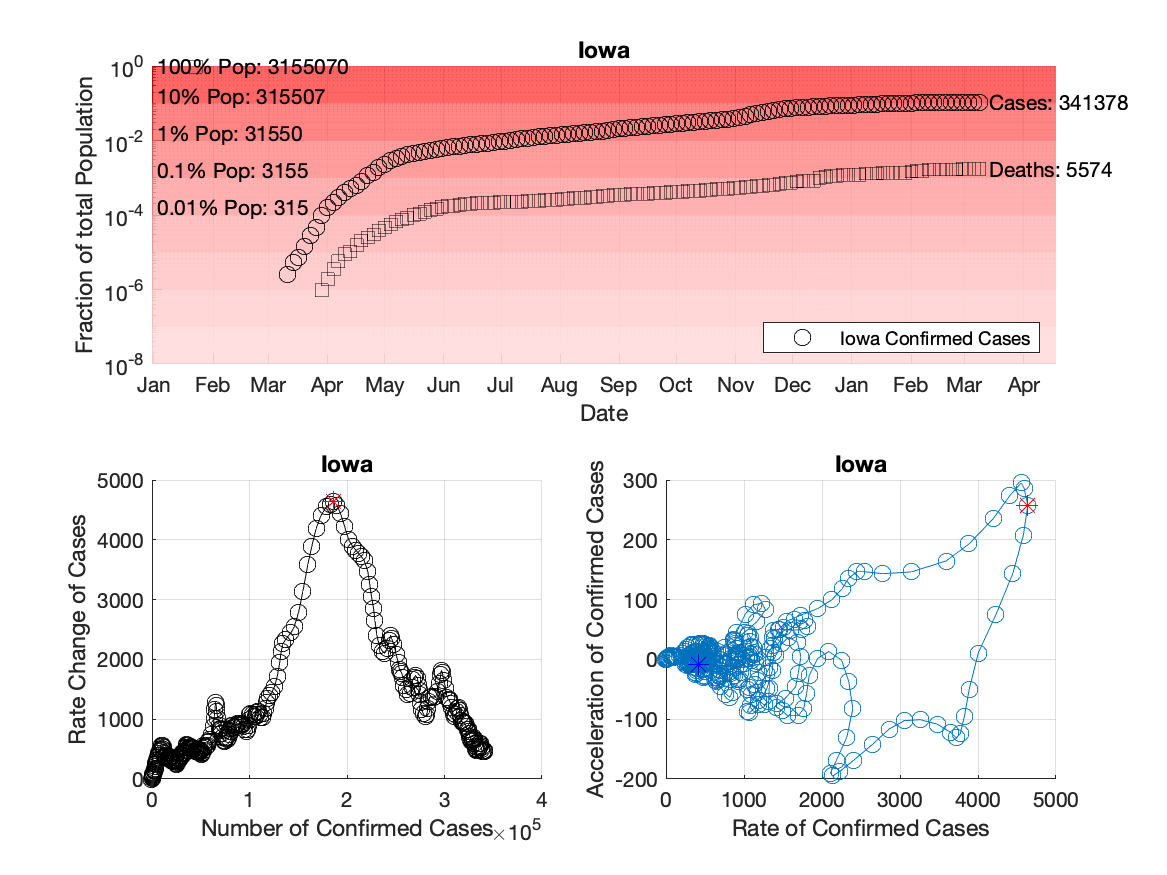 Iowa
10^0
10^-2
10^-4
10^-6
10^-8
Fraction of total Population
100% Pop: 3155070
10% Pop: 315507
1% Pop: 31550
0.1% Pop: 3155
0.01% Pop: 315
Cases: 341378
Deaths: 5574
Iowa Confirmed Cases
Jan Feb Mar Apr May Jun Jul Aug Sep Oct Nov Dec Jan Feb Mar Apr
Date
Iowa
5000
4000
3000
2000
1000
0
Rate Change of Cases
0 1 2 3 4
Number of Confirmed Cases
×10^5
Iowa
300
200
100
0
-100
-200
Acceleration of Confirmed Cases
0 1000 2000 3000 4000 5000
Rate of Confirmed Cases